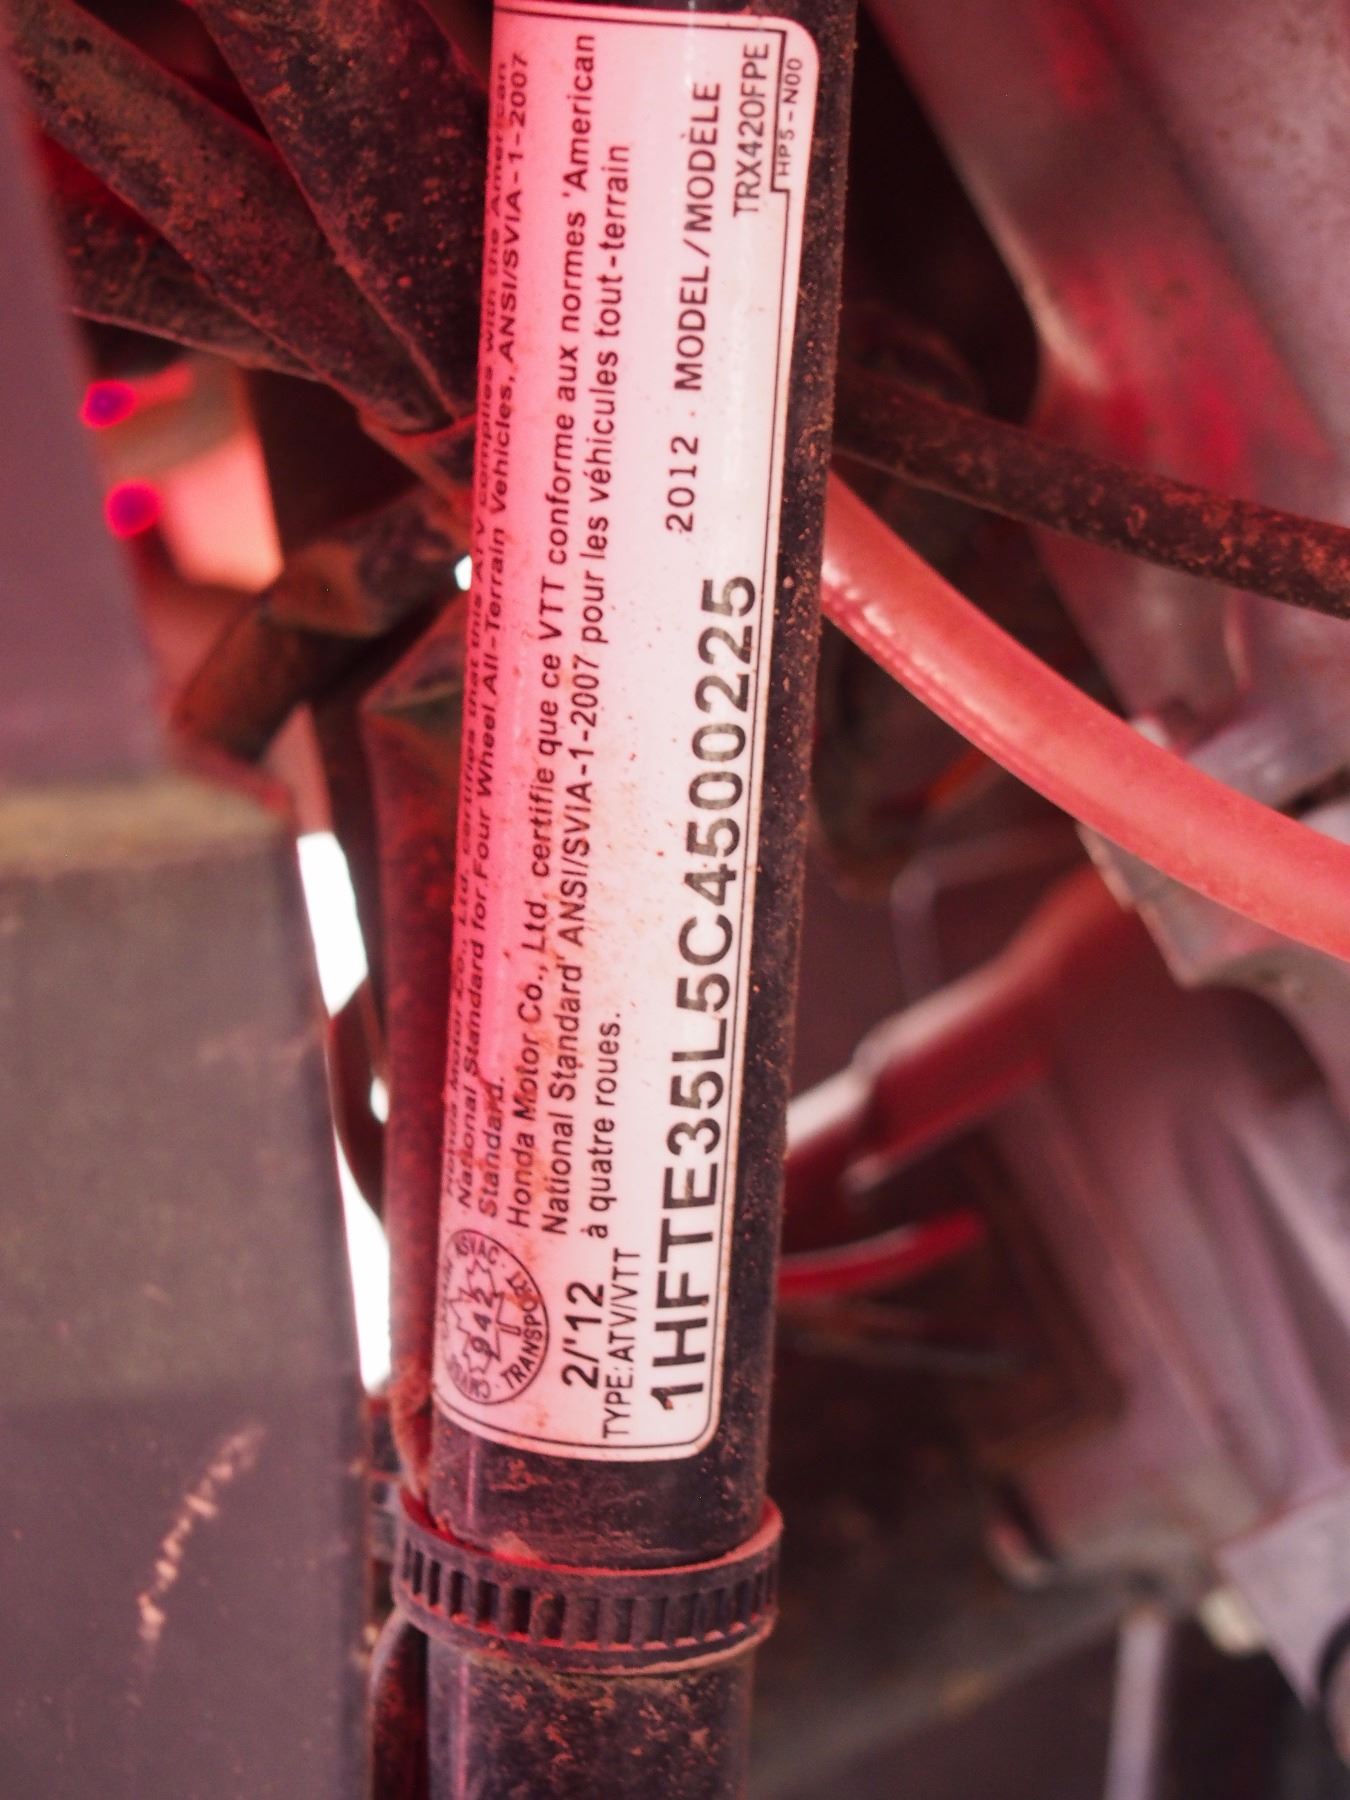 Honda Motor Co., Ltd. certifies that this ATV complies with the American
National Standard for Four Wheel All-Terrain Vehicles, ANSI/SVIA-1-2007
Standard.
Honda Motor Co., Ltd. certifie que ce VTT conforme aux normes 'American
National Standard' ANSI/SVIA-1-2007 pour les véhicules tout-terrain
à quatre roues.
NSVAC
942
TRANSPORT
2/'12
TYPE:ATV/VTT
1HFTE35L5C4500225
2012 · MODEL/MODÈLE
TRX420FPE
HP5-N00